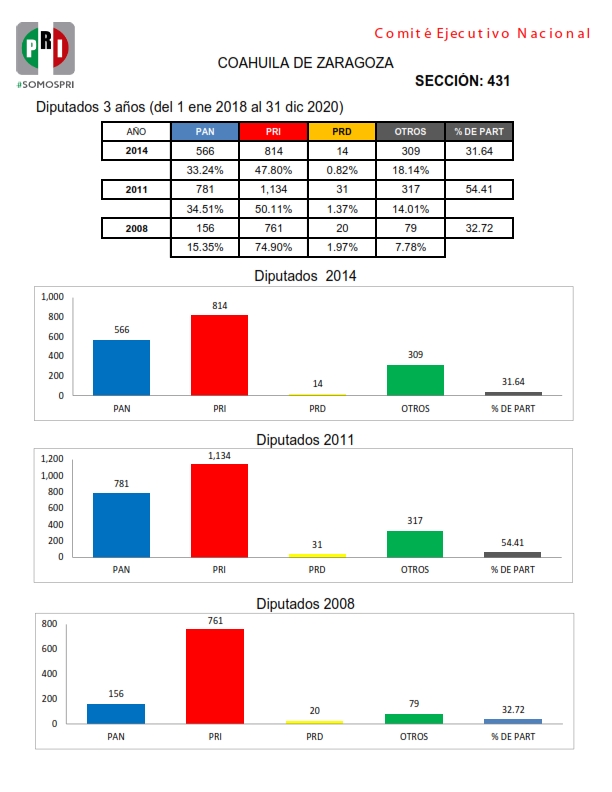 PRI
#SOMOSPRI
Comité Ejecutivo Nacional
COAHUILA DE ZARAGOZA
SECCIÓN: 431
Diputados 3 años (del 1 ene 2018 al 31 dic 2020)
AÑO PAN PRI PRD OTROS % DE PART
2014 566 814 14 309 31.64
33.24% 47.80% 0.82% 18.14%
2011 781 1,134 31 317 54.41
34.51% 50.11% 1.37% 14.01%
2008 156 761 20 79 32.72
15.35% 74.90% 1.97% 7.78%
Diputados 2014
1,000
800
600
400
200
0
566
814
14
309
31.64
PAN PRI PRD OTROS % DE PART
Diputados 2011
1,200
1,000
800
600
400
200
0
781
1,134
31
317
54.41
PAN PRI PRD OTROS % DE PART
Diputados 2008
800
600
400
200
0
156
761
20
79
32.72
PAN PRI PRD OTROS % DE PART